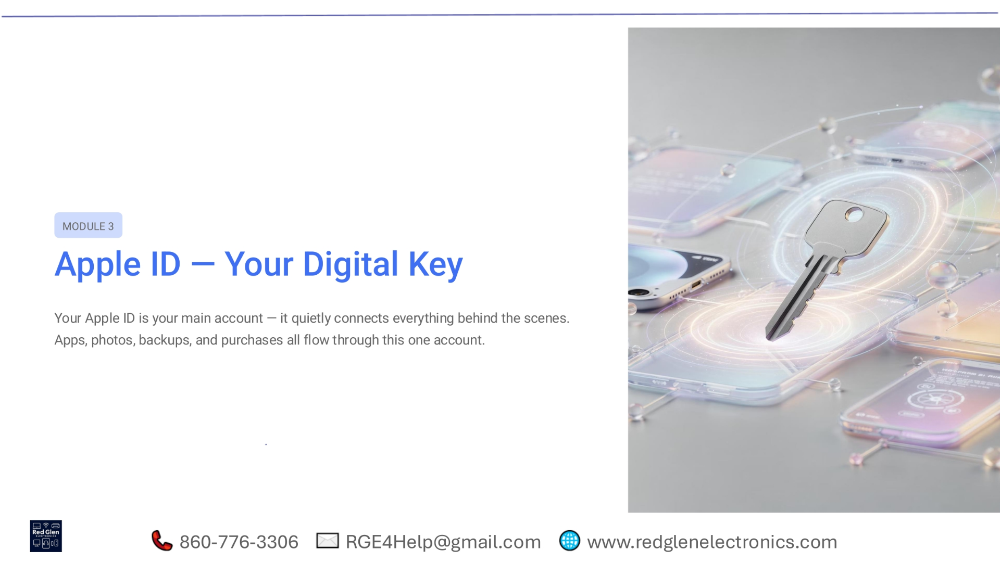 MODULE 3
Apple ID — Your Digital Key
Your Apple ID is your main account — it quietly connects everything behind the scenes.
Apps, photos, backups, and purchases all flow through this one account.
.
Red Glen
ELECTRONICS
860-776-3306 RGE4Help@gmail.com www.redglenelectronics.com